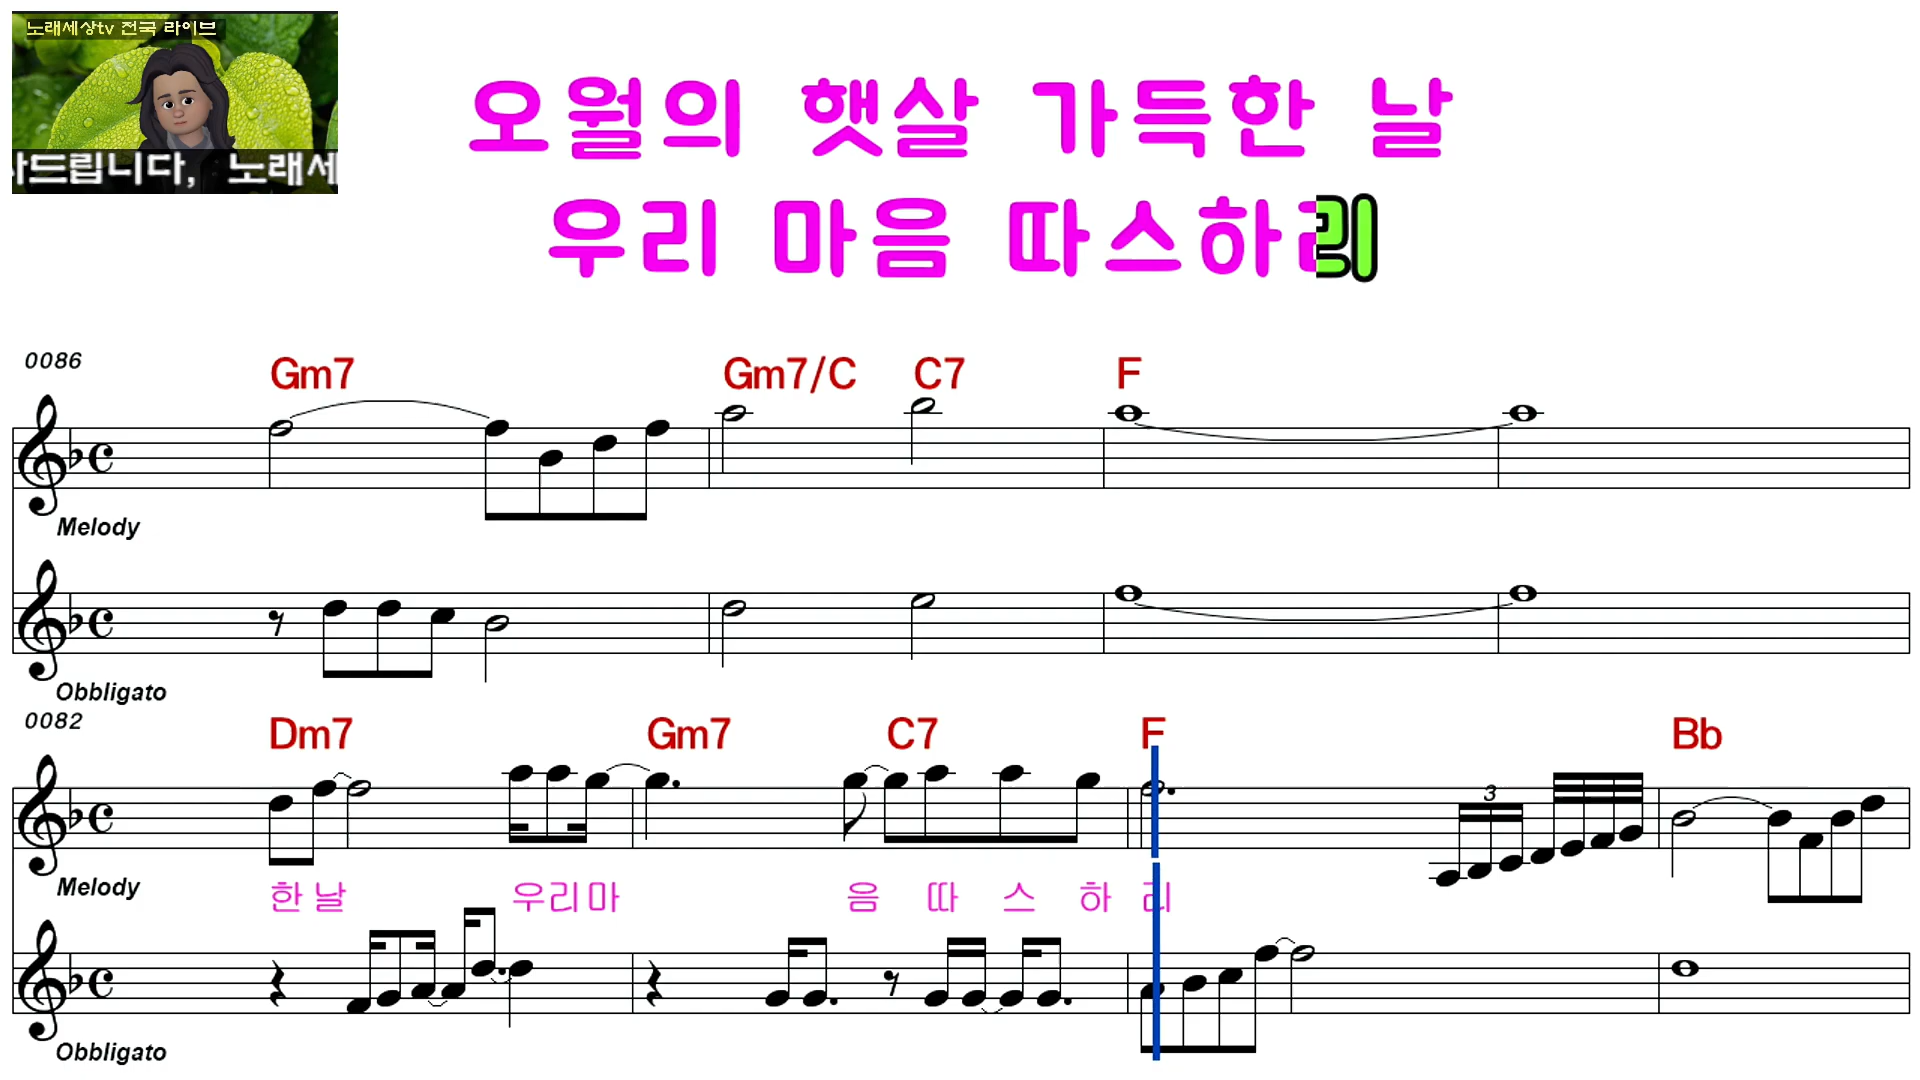 노래세상tv 전국 라이브
드립니다, 노래세
오월의 햇살 가득한 날
우리 마음 따스하리
0086
Gm7 Gm7/C C7 F
Melody
Obbligato
0082
Dm7 Gm7 C7 F Bb
3
Melody
한 날 우리마 음 따 스 하 리
Obbligato